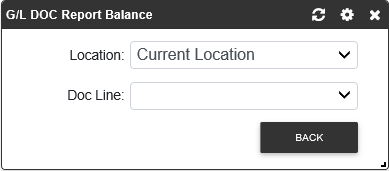 G/L DOC Report Balance
Location: Current Location
Doc Line:
BACK